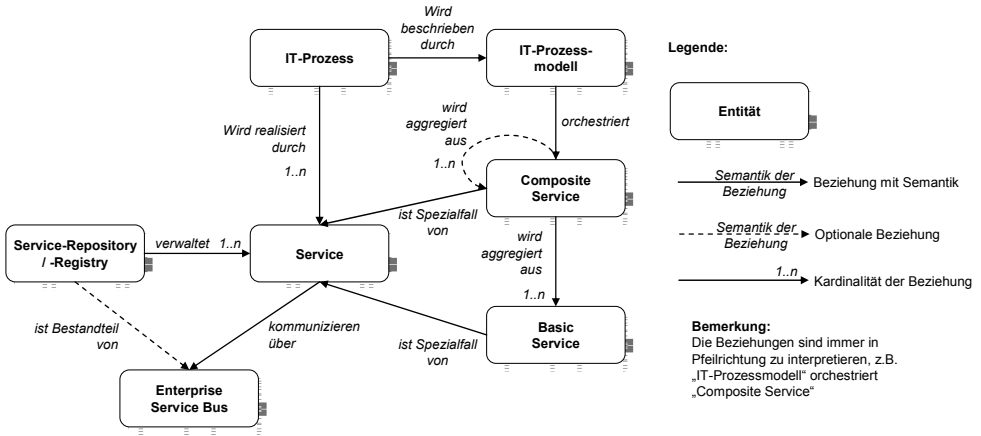 Wird
beschrieben
durch
IT-Prozess
IT-Prozess-
modell
Legende:
Entität
wird
aggregiert
aus
1..n
orchestriert
Wird realisiert
durch
1..n
Composite
Service
Semantik der
Beziehung
Beziehung mit Semantik
ist Spezialfall
von
Service-Repository
/ -Registry
verwaltet 1..n
Service
wird
aggregiert
aus
1..n
Semantik der
Beziehung
Optionale Beziehung
1..n
Kardinalität der Beziehung
ist Bestandteil
von
kommunizieren
über
ist Spezialfall
von
Basic
Service
Bemerkung:
Die Beziehungen sind immer in
Pfeilrichtung zu interpretieren, z.B.
„IT-Prozessmodell“ orchestriert
„Composite Service“
Enterprise
Service Bus